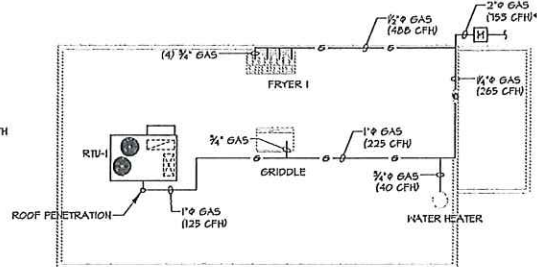 2"Φ GAS
(753 CFH)*
M
1½"Φ GAS
(488 CFH)
(4) ¾" GAS
FRYER 1
1¼"Φ GAS
(265 CFH)
TH
¾" GAS
1"Φ GAS
(225 CFH)
RTU-1
GRIDDLE
¾"Φ GAS
(40 CFH)
ROOF PENETRATION
1"Φ GAS
(125 CFH)
WATER HEATER